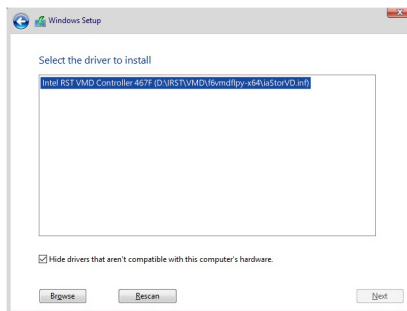 Windows Setup
Select the driver to install
Intel RST VMD Controller 467F (D:\IRST\VMD\f6vmdflpy-x64\iaStorVD.inf)
Hide drivers that aren't compatible with this computer's hardware.
Browse Rescan Next